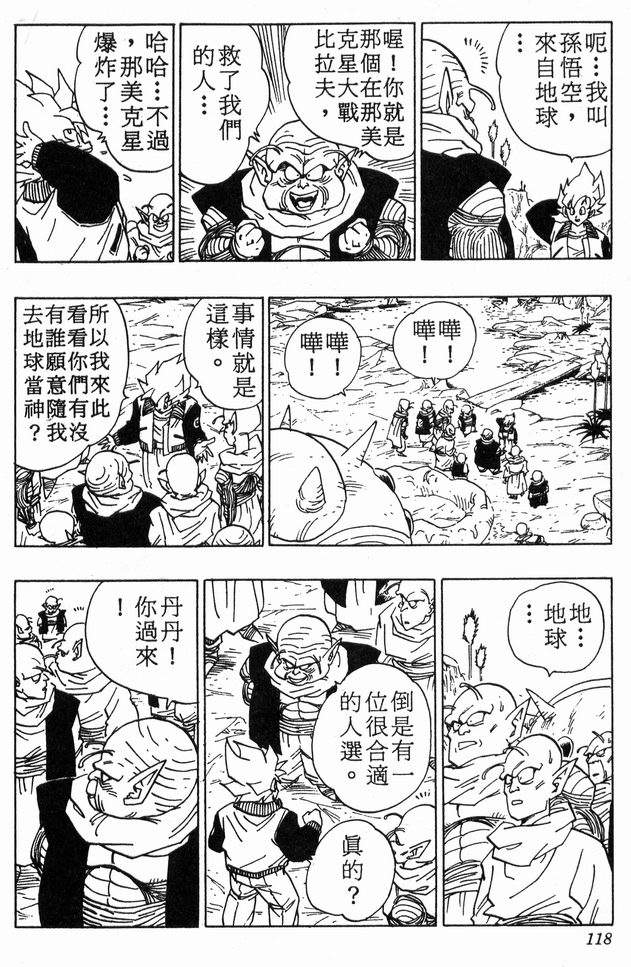 呃…我叫
孫悟空，
來自地球
…
喔！你就是
那個在那美
克星大戰
比拉夫，
救了我們
的人…
哈哈…不過
，那美克星
爆炸了…
嘩嘩
！！
嘩嘩
！！
事情就是
這樣。
所以我來此
看看你們有沒
有誰願意隨我
去地球當神？
地…
地球
…
倒是有一
位很合適
的人選。
真的？
丹丹！
你過來
！
118